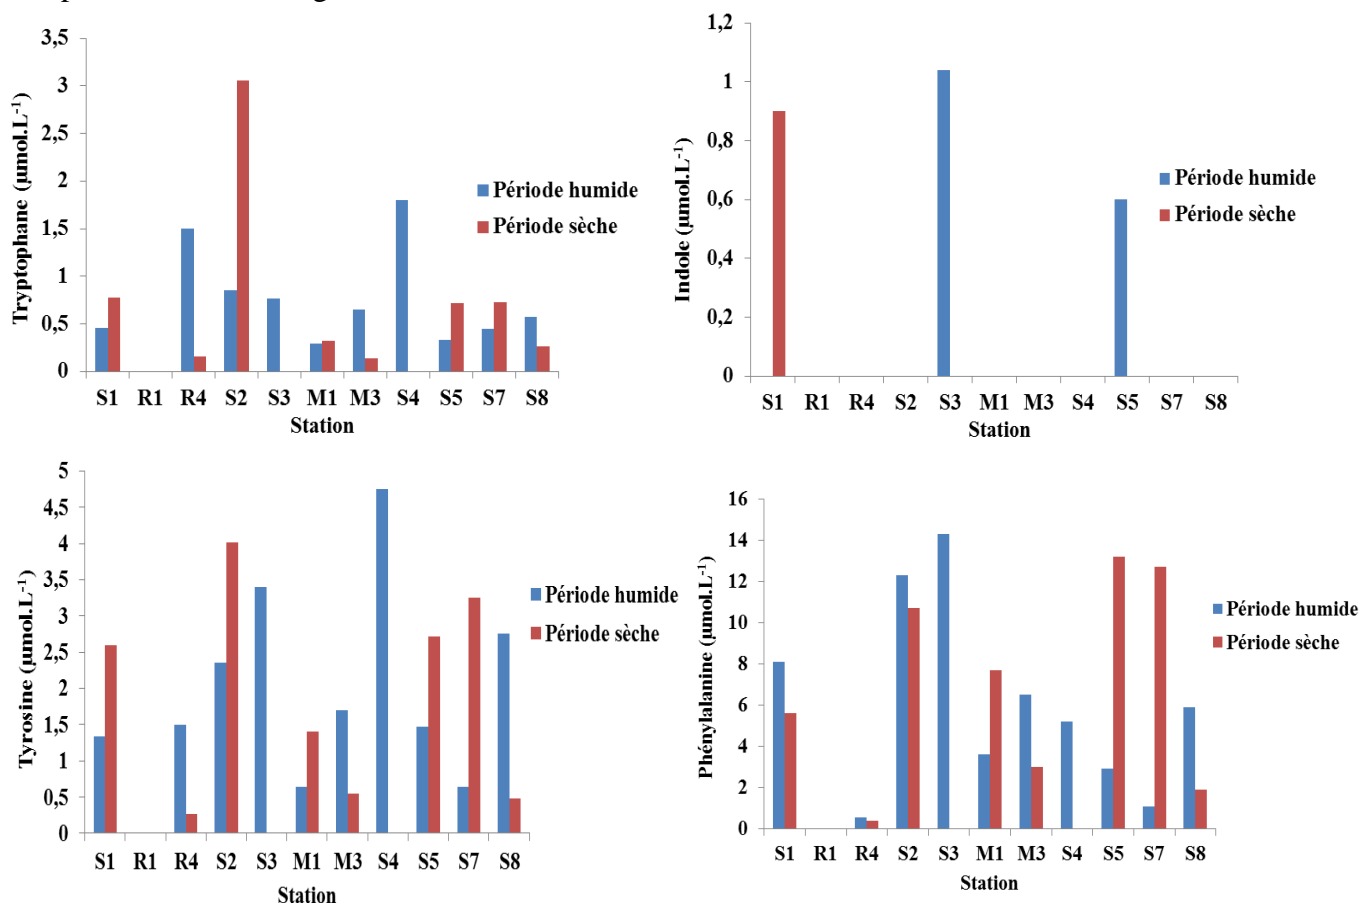 Tryptophane (µmol.L-1)
3,5
3
2,5
2
1,5
1
0,5
0
S1 R1 R4 S2 S3 M1 M3 S4 S5 S7 S8
Station
Période humide
Période sèche
Indole (µmol.L-1)
1,2
1
0,8
0,6
0,4
0,2
0
S1 R1 R4 S2 S3 M1 M3 S4 S5 S7 S8
Station
Période humide
Période sèche
Tyrosine (µmol.L-1)
5
4,5
4
3,5
3
2,5
2
1,5
1
0,5
0
S1 R1 R4 S2 S3 M1 M3 S4 S5 S7 S8
Station
Période humide
Période sèche
Phénylalanine (µmol.L-1)
16
14
12
10
8
6
4
2
0
S1 R1 R4 S2 S3 M1 M3 S4 S5 S7 S8
Station
Période humide
Période sèche